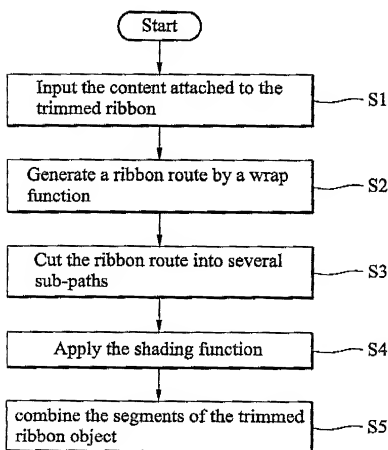 Start
Input the content attached to the
trimmed ribbon
S1
Generate a ribbon route by a wrap
function
S2
Cut the ribbon route into several
sub-paths
S3
Apply the shading function
S4
combine the segments of the trimmed
ribbon object
S5